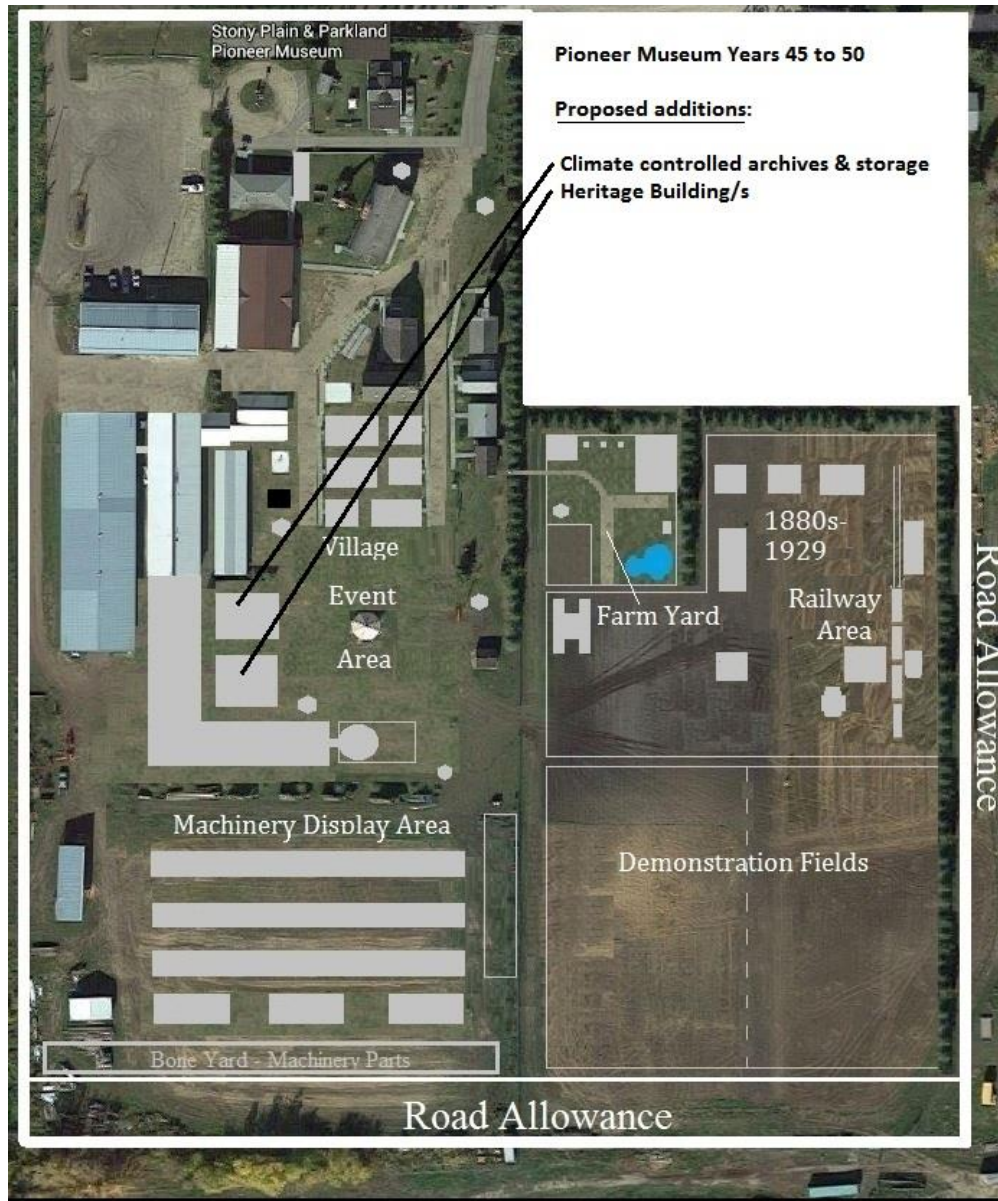 Stony Plain & Parkland
Pioneer Museum
Pioneer Museum Years 45 to 50
Proposed additions:
Climate controlled archives & storage
Heritage Building/s
Village
Event
Area
Farm Yard
1880s-
1929
Railway
Area
Road Allowance
Machinery Display Area
Demonstration Fields
Bone Yard - Machinery Parts
Road Allowance